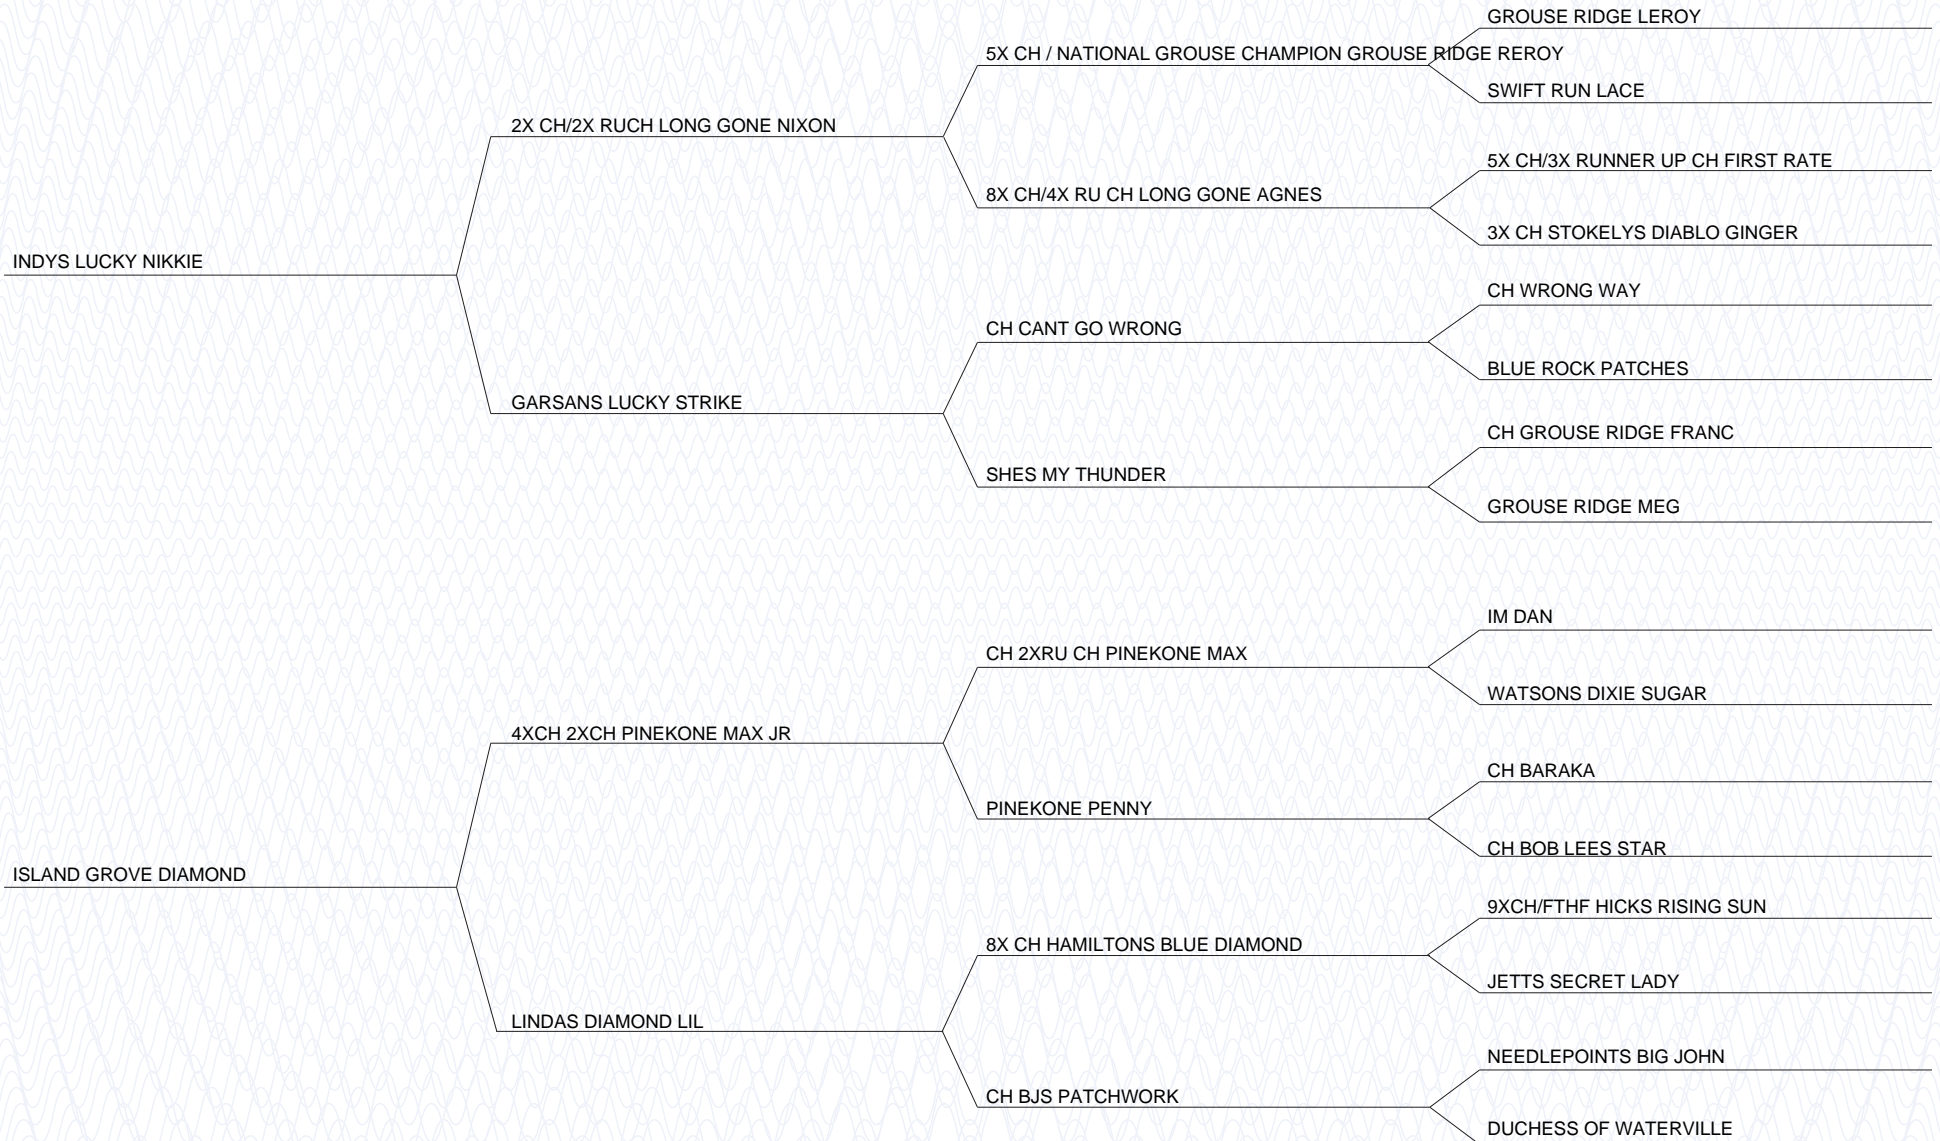 GROUSE RIDGE LEROY
5X CH / NATIONAL GROUSE CHAMPION GROUSE RIDGE REROY
SWIFT RUN LACE
2X CH/2X RUCH LONG GONE NIXON
5X CH/3X RUNNER UP CH FIRST RATE
8X CH/4X RU CH LONG GONE AGNES
3X CH STOKELYS DIABLO GINGER
INDYS LUCKY NIKKIE
CH WRONG WAY
CH CANT GO WRONG
BLUE ROCK PATCHES
GARSANS LUCKY STRIKE
CH GROUSE RIDGE FRANC
SHES MY THUNDER
GROUSE RIDGE MEG
IM DAN
CH 2XRU CH PINEKONE MAX
WATSONS DIXIE SUGAR
4XCH 2XCH PINEKONE MAX JR
CH BARAKA
PINEKONE PENNY
CH BOB LEES STAR
ISLAND GROVE DIAMOND
9XCH/FTHF HICKS RISING SUN
8X CH HAMILTONS BLUE DIAMOND
JETTS SECRET LADY
LINDAS DIAMOND LIL
NEEDLEPOINTS BIG JOHN
CH BJS PATCHWORK
DUCHESS OF WATERVILLE